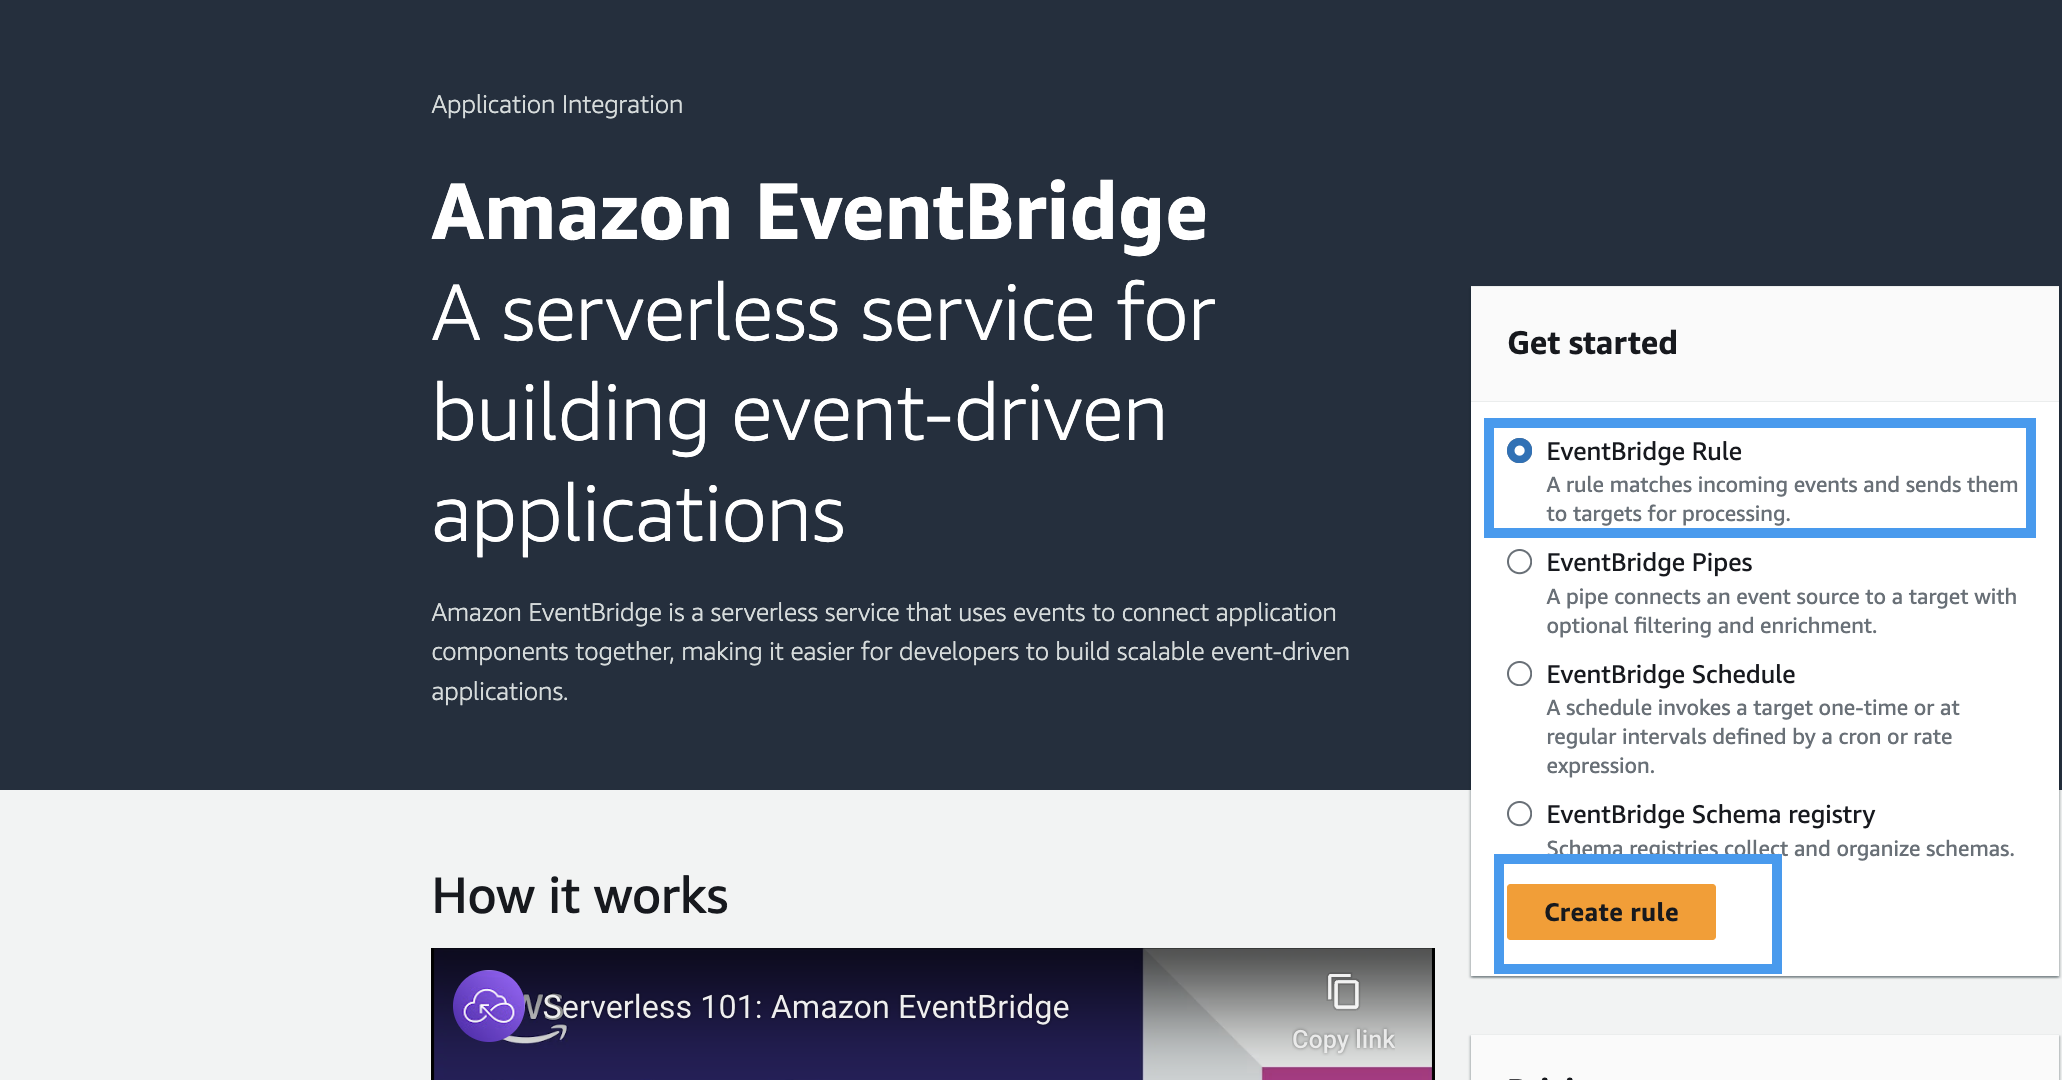 Application Integration
Amazon EventBridge
A serverless service for
building event-driven
applications
Amazon EventBridge is a serverless service that uses events to connect application
components together, making it easier for developers to build scalable event-driven
applications.
Get started
EventBridge Rule
A rule matches incoming events and sends them
to targets for processing.
EventBridge Pipes
A pipe connects an event source to a target with
optional filtering and enrichment.
EventBridge Schedule
A schedule invokes a target one-time or at
regular intervals defined by a cron or rate
expression.
EventBridge Schema registry
Schema registries collect and organize schemas.
Create rule
How it works
Serverless 101: Amazon EventBridge
Copy link